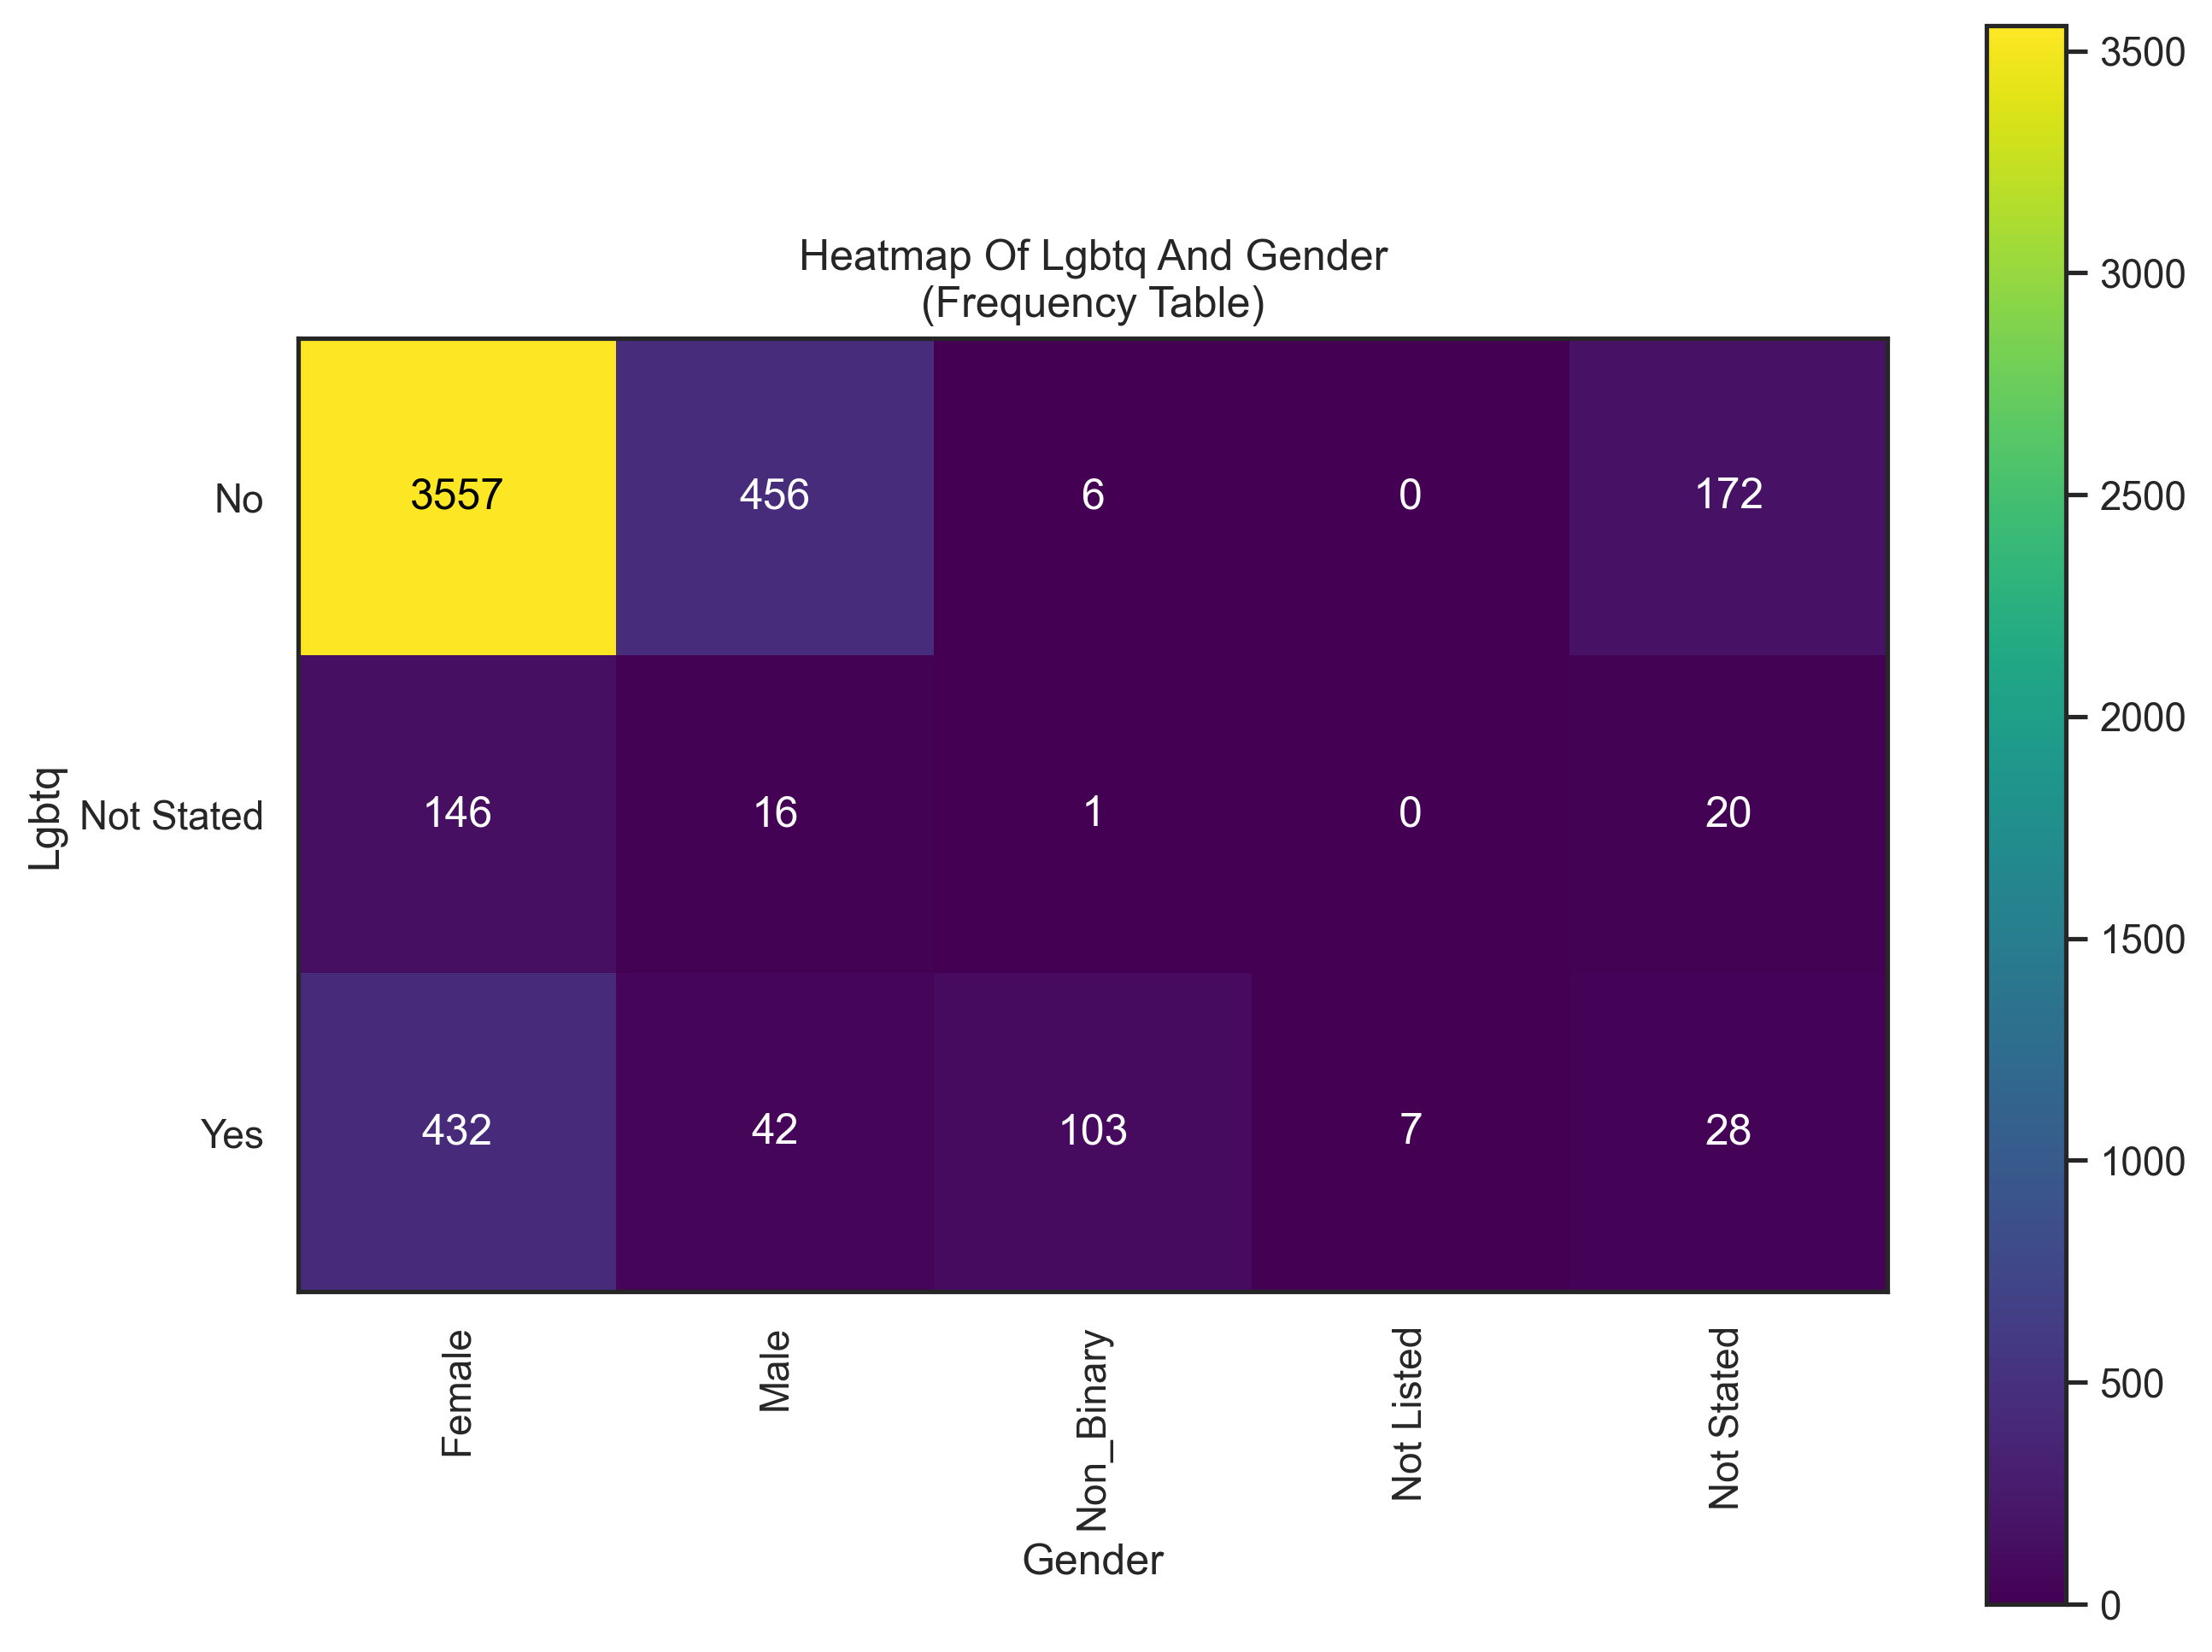 Heatmap Of Lgbtq And Gender
(Frequency Table)
Lgbtq
No
3557
456
6
0
172
Not Stated
146
16
1
0
20
Yes
432
42
103
7
28
Female
Male
Non_Binary
Not Listed
Not Stated
Gender
3500
3000
2500
2000
1500
1000
500
0